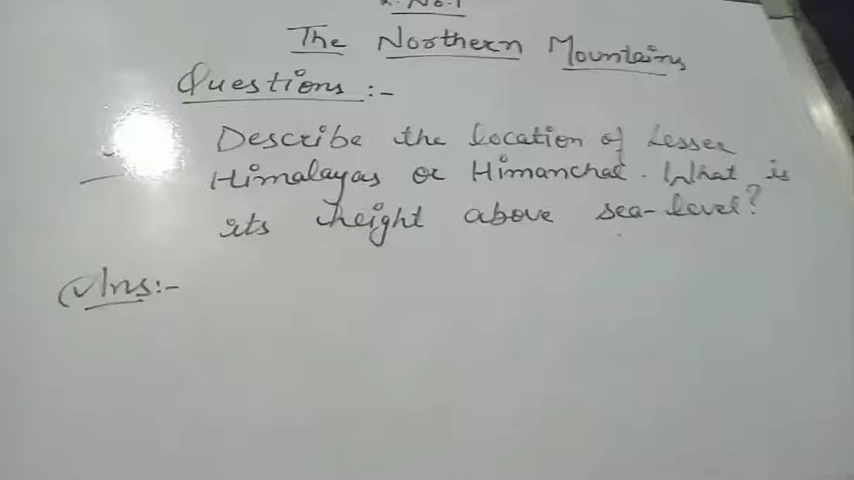 The Northern Mountains
Questions :-
Describe the location of Lesser
Himalayas or Himanchal. What is
its height above sea-level?
Ans:-